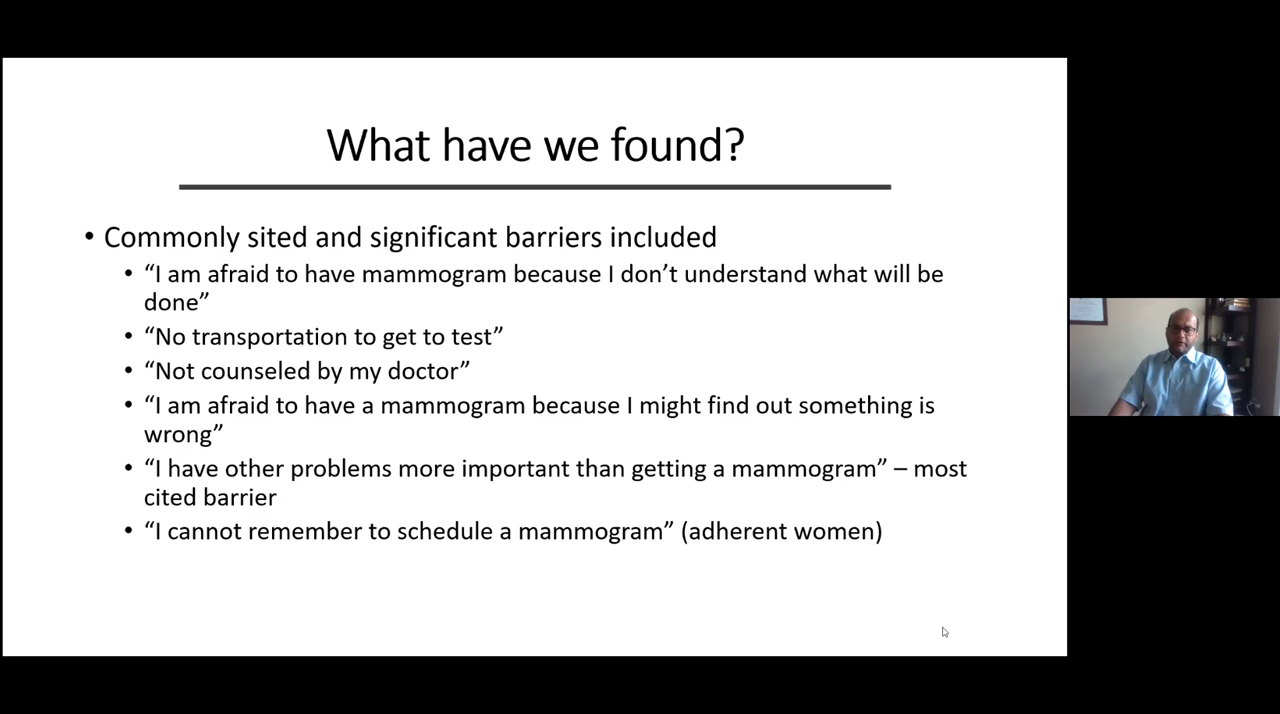 What have we found?
• Commonly sited and significant barriers included
• “I am afraid to have mammogram because I don’t understand what will be
done”
• “No transportation to get to test”
• “Not counseled by my doctor”
• “I am afraid to have a mammogram because I might find out something is
wrong”
• “I have other problems more important than getting a mammogram” – most
cited barrier
• “I cannot remember to schedule a mammogram” (adherent women)